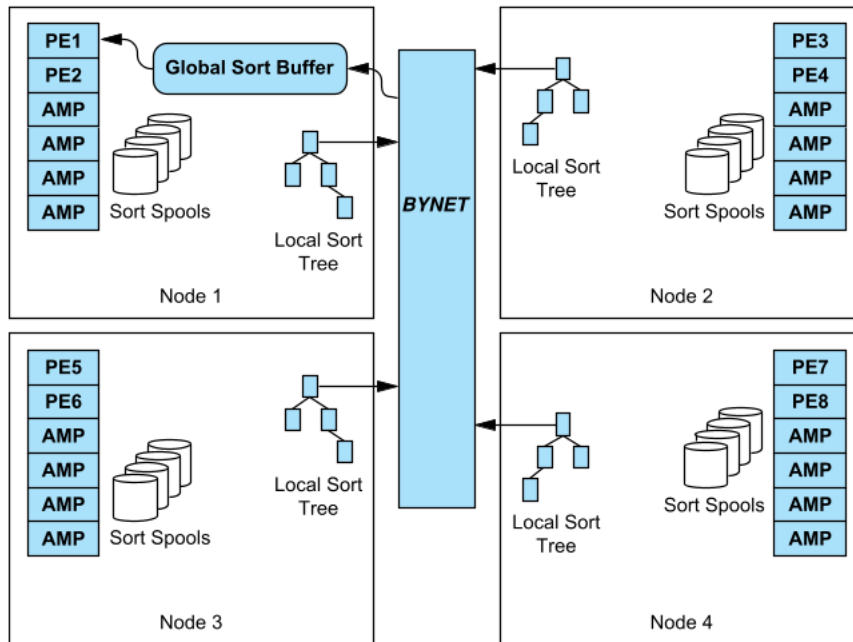 PE1
PE2
AMP
AMP
AMP
AMP
Global Sort Buffer
Sort Spools
Local Sort
Tree
Node 1
BYNET
PE3
PE4
AMP
AMP
AMP
AMP
Local Sort
Tree
Sort Spools
Node 2
PE5
PE6
AMP
AMP
AMP
AMP
Sort Spools
Local Sort
Tree
Node 3
PE7
PE8
AMP
AMP
AMP
AMP
Sort Spools
Local Sort
Tree
Node 4